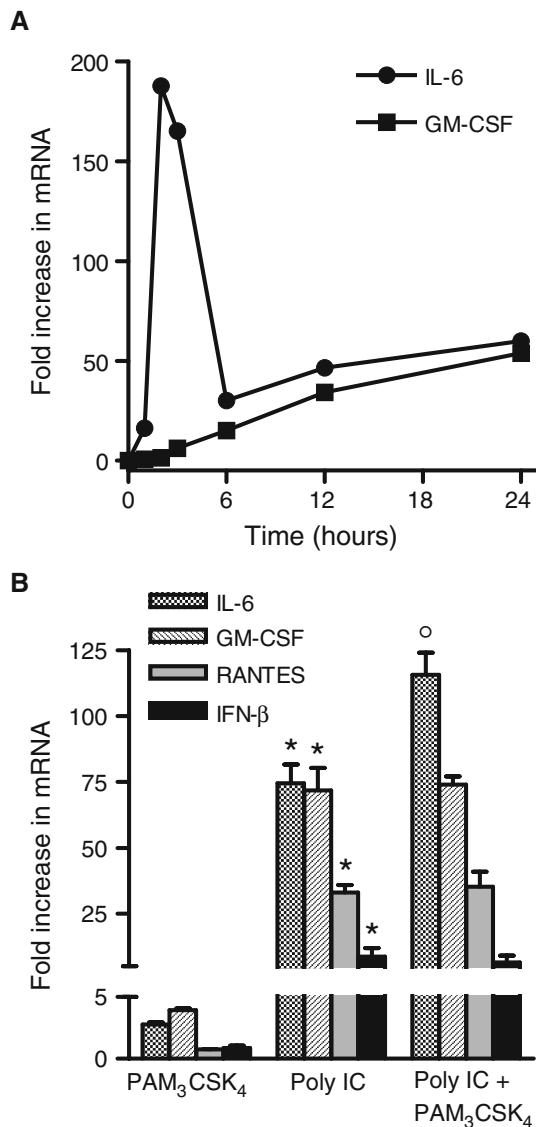 A
200
150
100
50
0
Fold increase in mRNA
IL-6
GM-CSF
0 6 12 18 24
Time (hours)
B
IL-6
GM-CSF
RANTES
IFN-β
125
100
75
50
25
5
0
Fold increase in mRNA
* * * *
°
PAM₃CSK₄
Poly IC
Poly IC +
PAM₃CSK₄